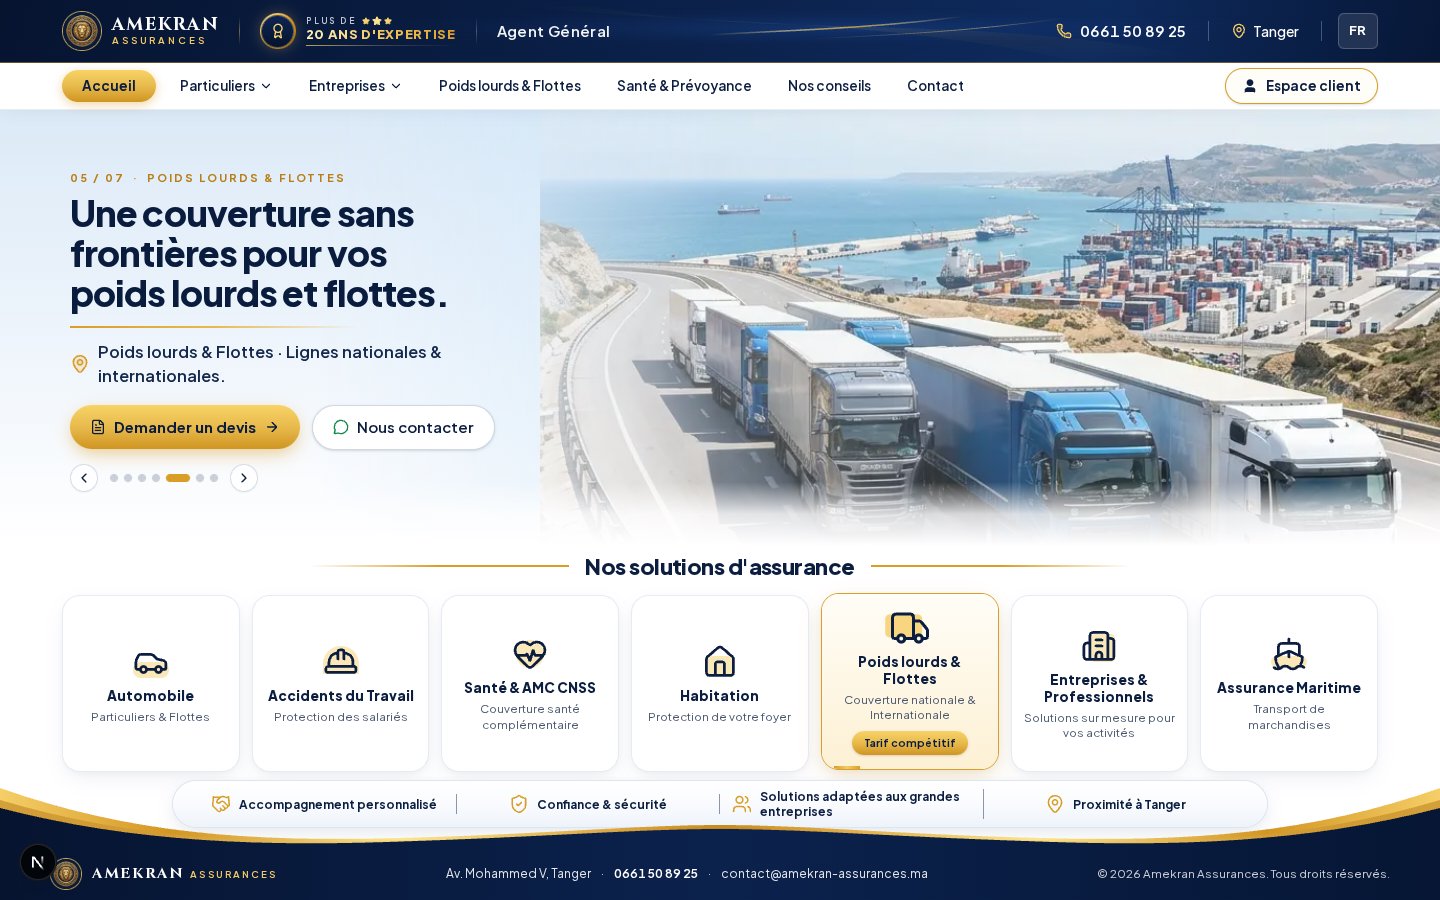 AMEKRAN
ASSURANCES
PLUS DE
20 ANS D'EXPERTISE
Agent Général
0661 50 89 25
Tanger
FR
Accueil
Particuliers
Entreprises
Poids lourds & Flottes
Santé & Prévoyance
Nos conseils
Contact
Espace client
05 / 07 · POIDS LOURDS & FLOTTES
Une couverture sans
frontières pour vos
poids lourds et flottes.
Poids lourds & Flottes · Lignes nationales &
internationales.
Demander un devis
Nous contacter
Nos solutions d'assurance
Automobile
Particuliers & Flottes
Accidents du Travail
Protection des salariés
Santé & AMC CNSS
Couverture santé
complémentaire
Habitation
Protection de votre foyer
Poids lourds &
Flottes
Couverture nationale &
Internationale
Tarif compétitif
Entreprises &
Professionnels
Solutions sur mesure pour
vos activités
Assurance Maritime
Transport de
marchandises
Accompagnement personnalisé
Confiance & sécurité
Solutions adaptées aux grandes
entreprises
Proximité à Tanger
N
AMEKRAN ASSURANCES
Av. Mohammed V, Tanger · 0661 50 89 25 · contact@amekran-assurances.ma
© 2026 Amekran Assurances. Tous droits réservés.